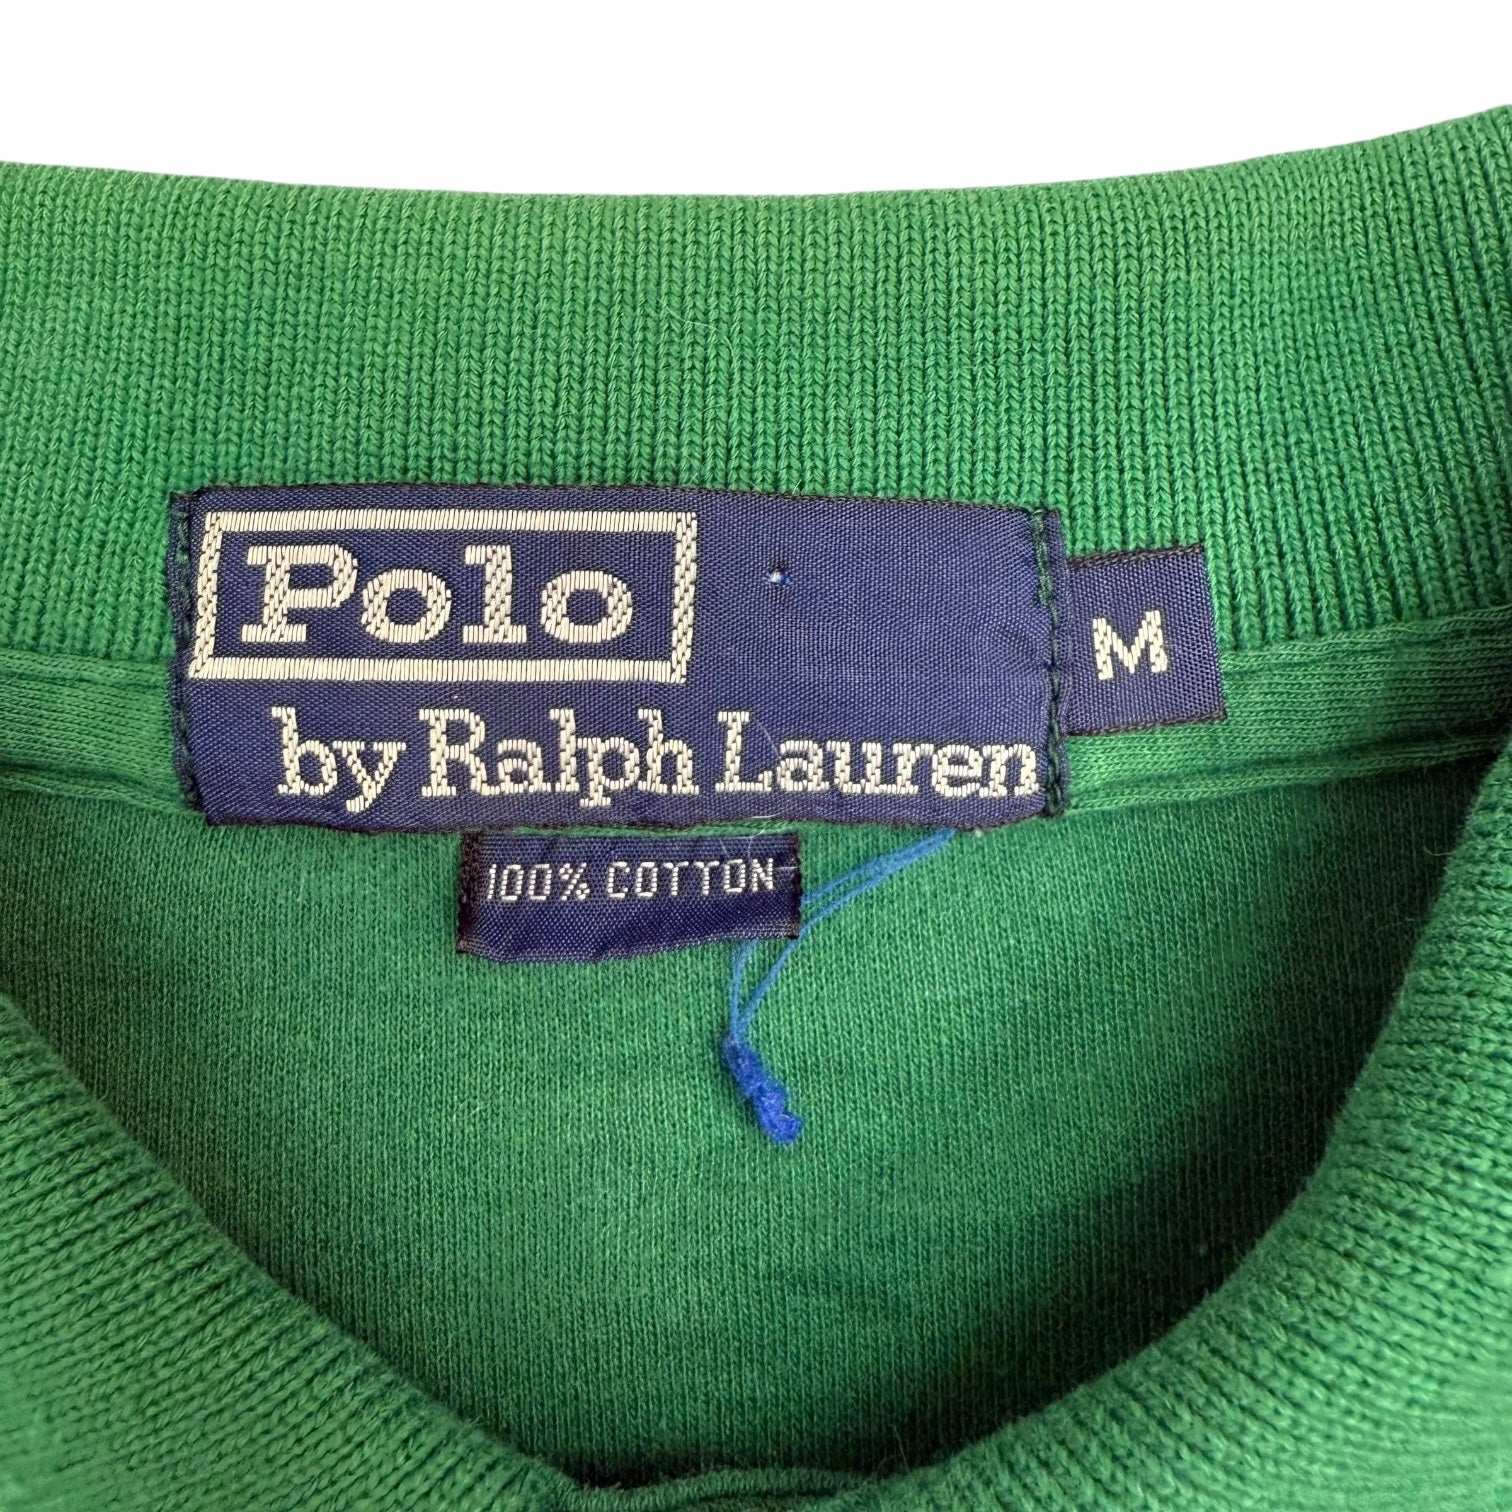 Polo
by Ralph Lauren
M
100% COTTON